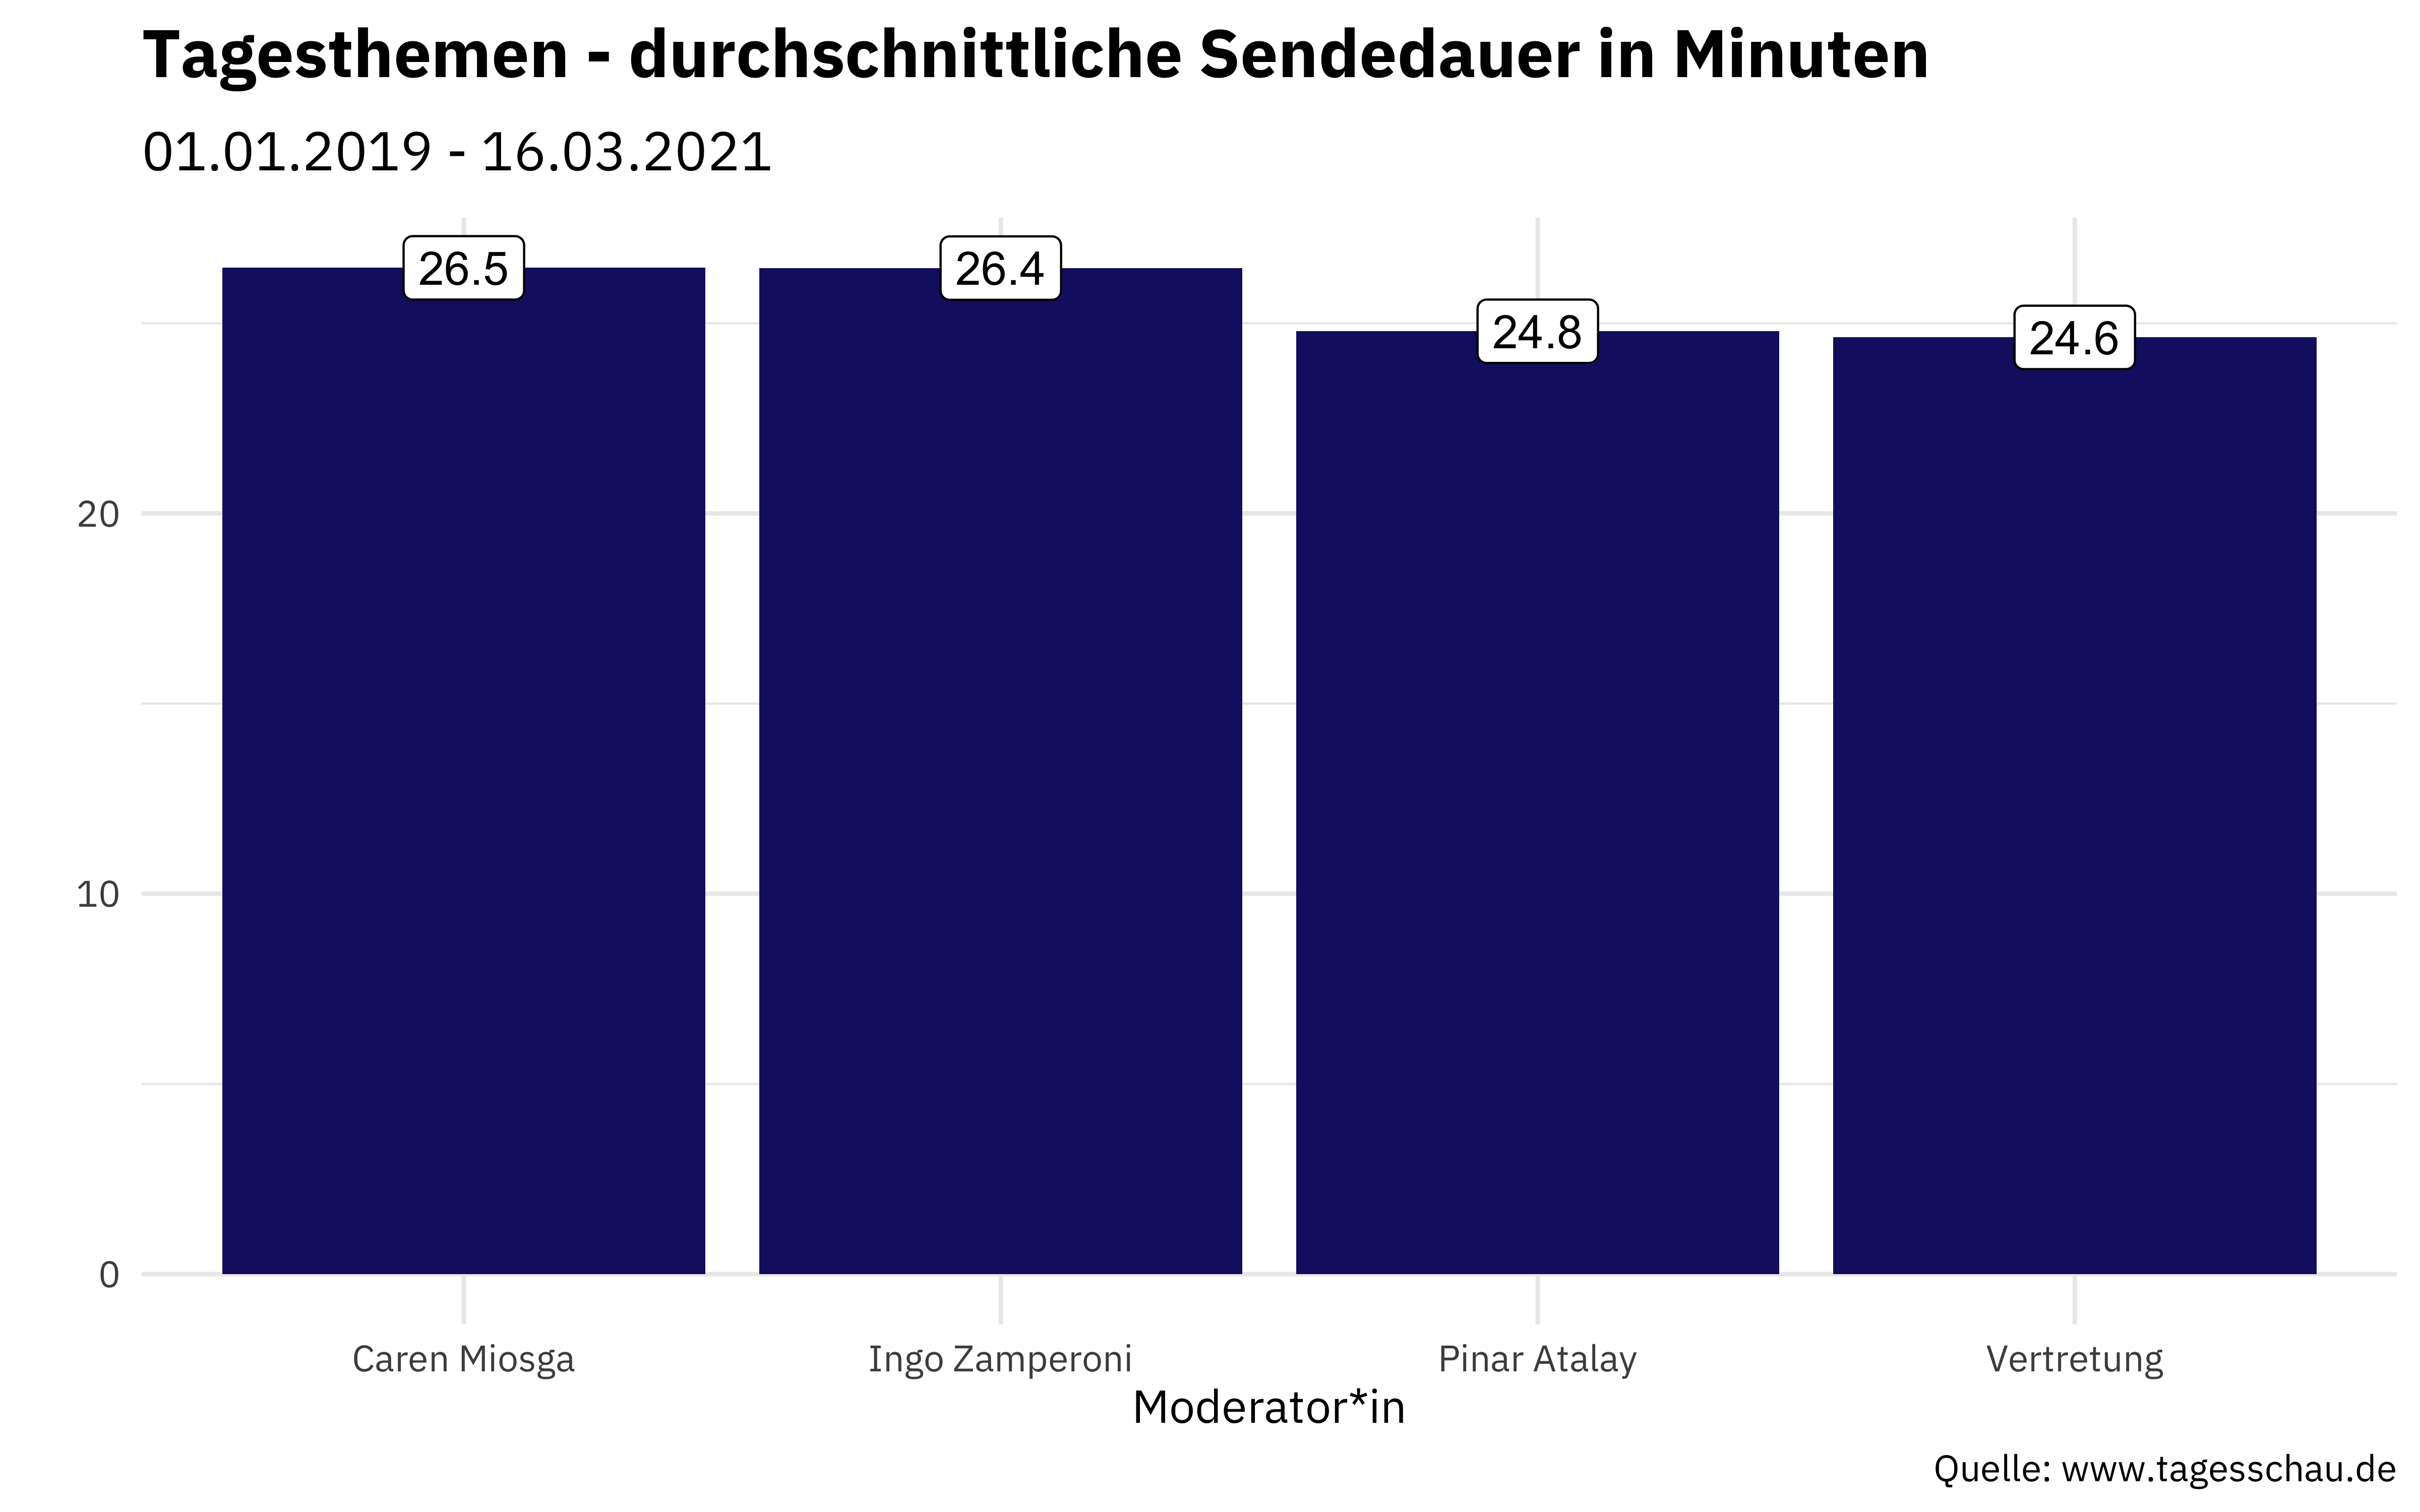 Tagesthemen - durchschnittliche Sendedauer in Minuten
01.01.2019 - 16.03.2021
26.5
26.4
24.8
24.6
20
10
0
Caren Miosga
Ingo Zamperoni
Pinar Atalay
Vertretung
Moderator*in
Quelle: www.tagesschau.de